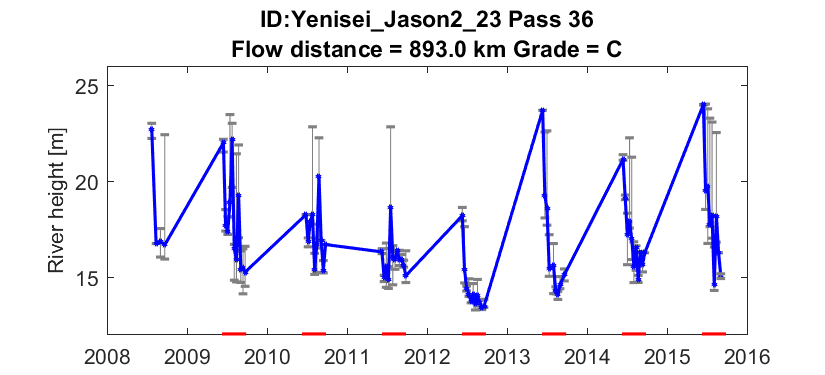 ID:Yenisei_Jason2_23 Pass 36
Flow distance = 893.0 km Grade = C
River height [m]
25
20
15
2008 2009 2010 2011 2012 2013 2014 2015 2016